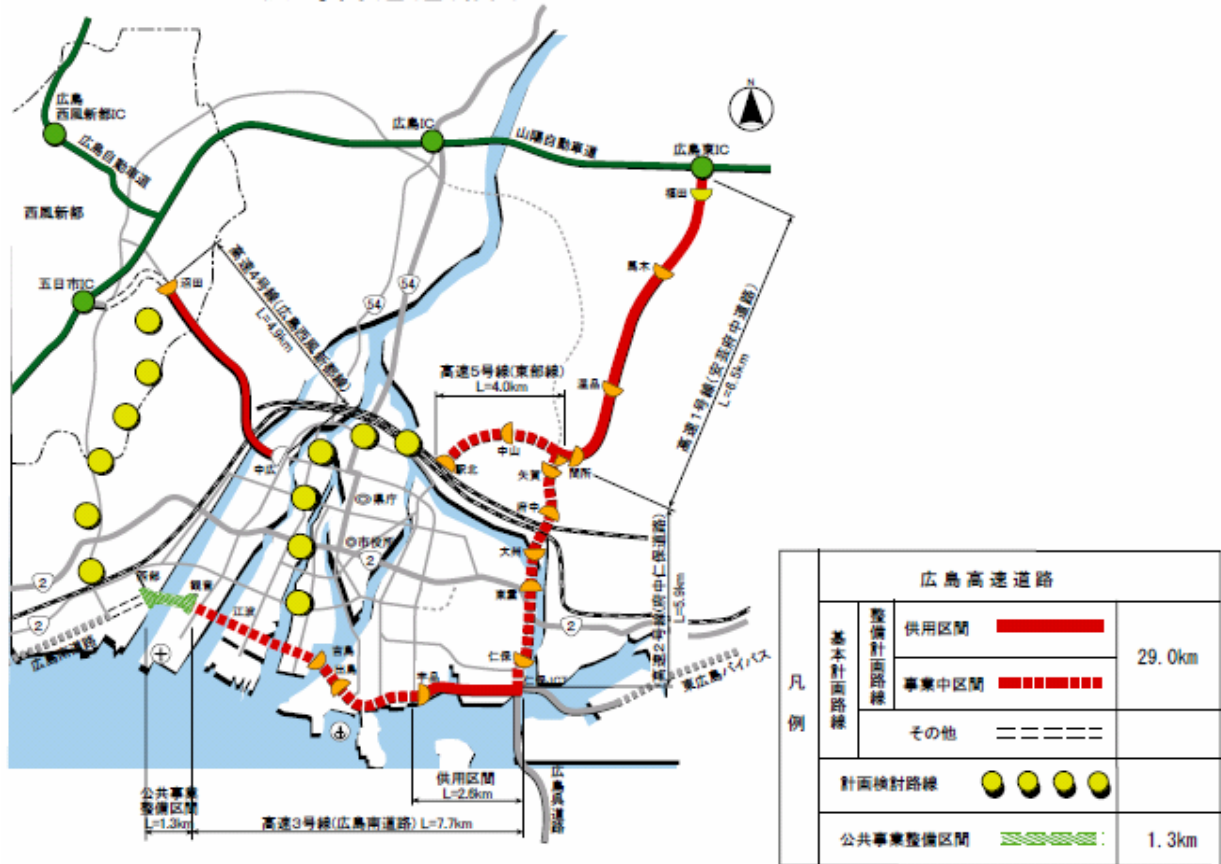 N
広島
西風新都IC
広島自動車道
広島IC
山陽自動車道
広島東IC
福田
西風新都
五日市IC
沼田
高速4号線(広島西風新都線)
L=4.9km
54
54
馬木
高速1号線(安芸府中道路)
L=6.5km
温品
高速5号線(東部線)
L=4.0km
中山
駅北
矢賀
間所
中広
◎県庁
府中
◎市役所
大州
2
2
東雲
高速2号線(府中仁保道路)
L=5.9km
観音
江波
2
2
広島南道路
吉島
出島
宇品
仁保
仁保JCT
東広島バイパス
公共事業
整備区間
L=1.3km
供用区間
L=2.6km
高速3号線(広島南道路) L=7.7km
広島呉道路
凡例
広島高速道路
基本計画路線
整備計画路線
供用区間
29.0km
事業中区間
その他
計画検討路線
公共事業整備区間
1.3km